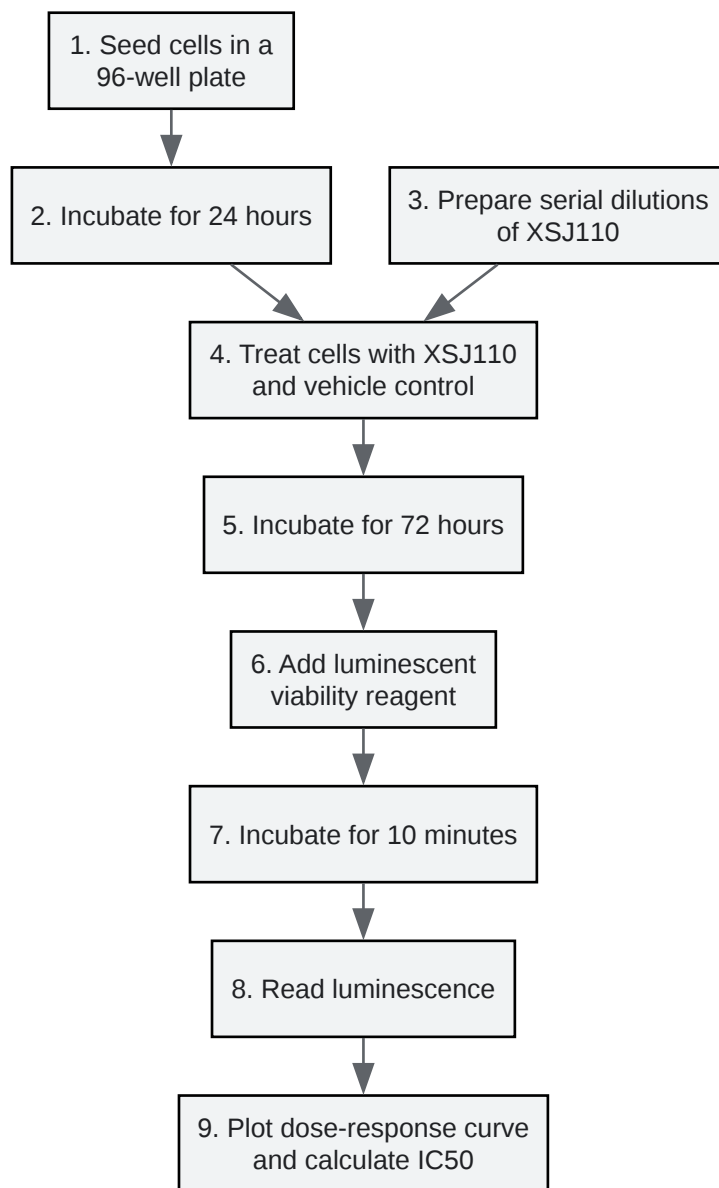 1. Seed cells in a
96-well plate
2. Incubate for 24 hours
3. Prepare serial dilutions
of XSJ110
4. Treat cells with XSJ110
and vehicle control
5. Incubate for 72 hours
6. Add luminescent
viability reagent
7. Incubate for 10 minutes
8. Read luminescence
9. Plot dose-response curve
and calculate IC50